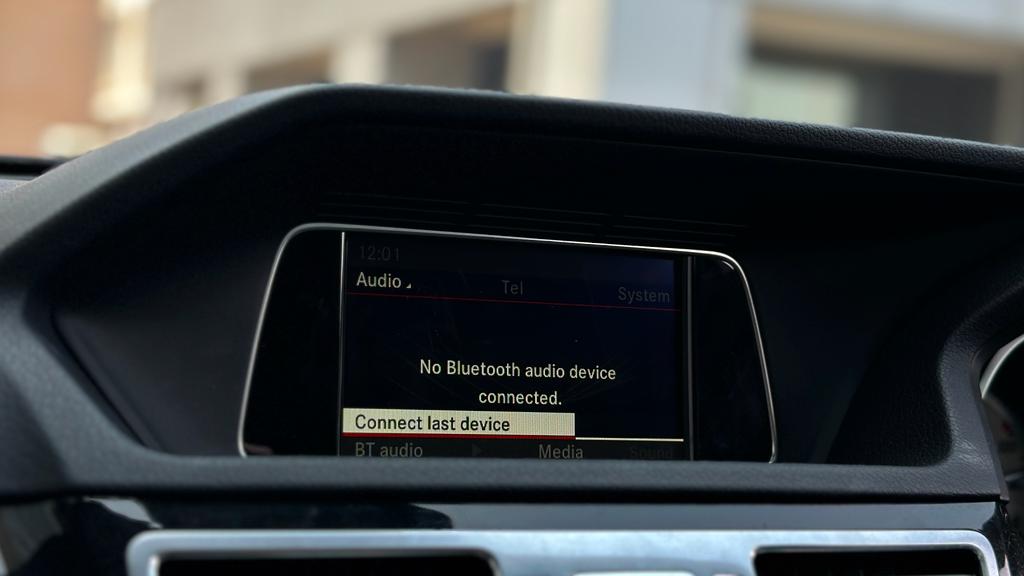 12:01
Audio Tel System
No Bluetooth audio device
connected.
Connect last device
BT audio Media Sound